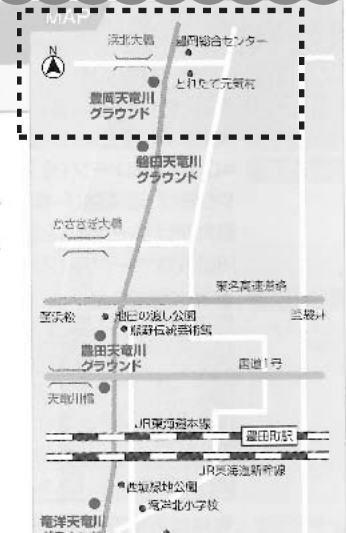 MAP
浜北大橋
豊岡総合センター
N
とれたて元気村
豊岡天竜川
グラウンド
磐田天竜川
グラウンド
かささぎ大橋
東名高速道路
至浜松
池田の渡し公園
至袋井
熊野伝統芸術館
豊田天竜川
グラウンド
国道1号
天竜川橋
JR東海道本線
豊田町駅
JR東海道新幹線
西堀緑地公園
竜洋北小学校
竜洋天竜川